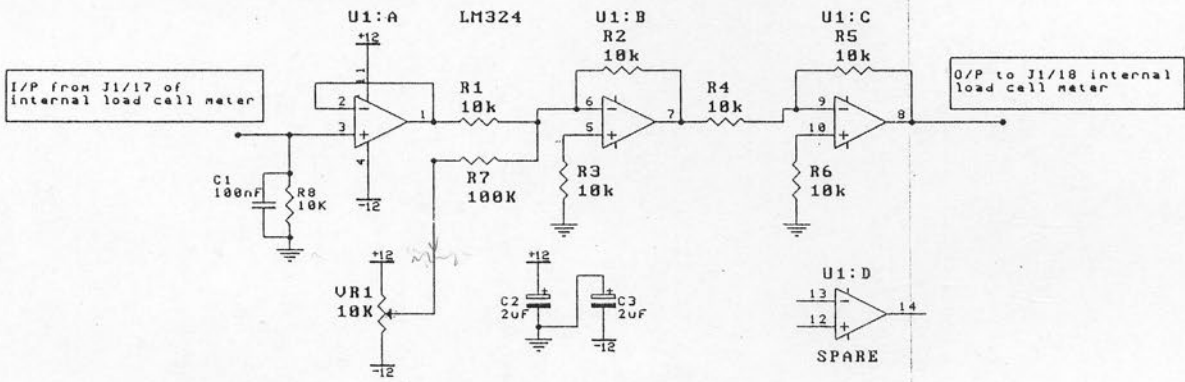 U1:A
LM324
U1:B
U1:C
+12
R2
10k
R5
10k
I/P from J1/17 of
internal load cell meter
O/P to J1/18 internal
load cell meter
11
2
3
1
4
-12
R1
10k
R7
100K
6
5
7
R3
10k
R4
10k
9
10
8
R6
10k
C1
100nF
R8
10K
+12
VR1
10K
-12
+12
C2
2uF
C3
2uF
-12
U1:D
13
12
14
SPARE